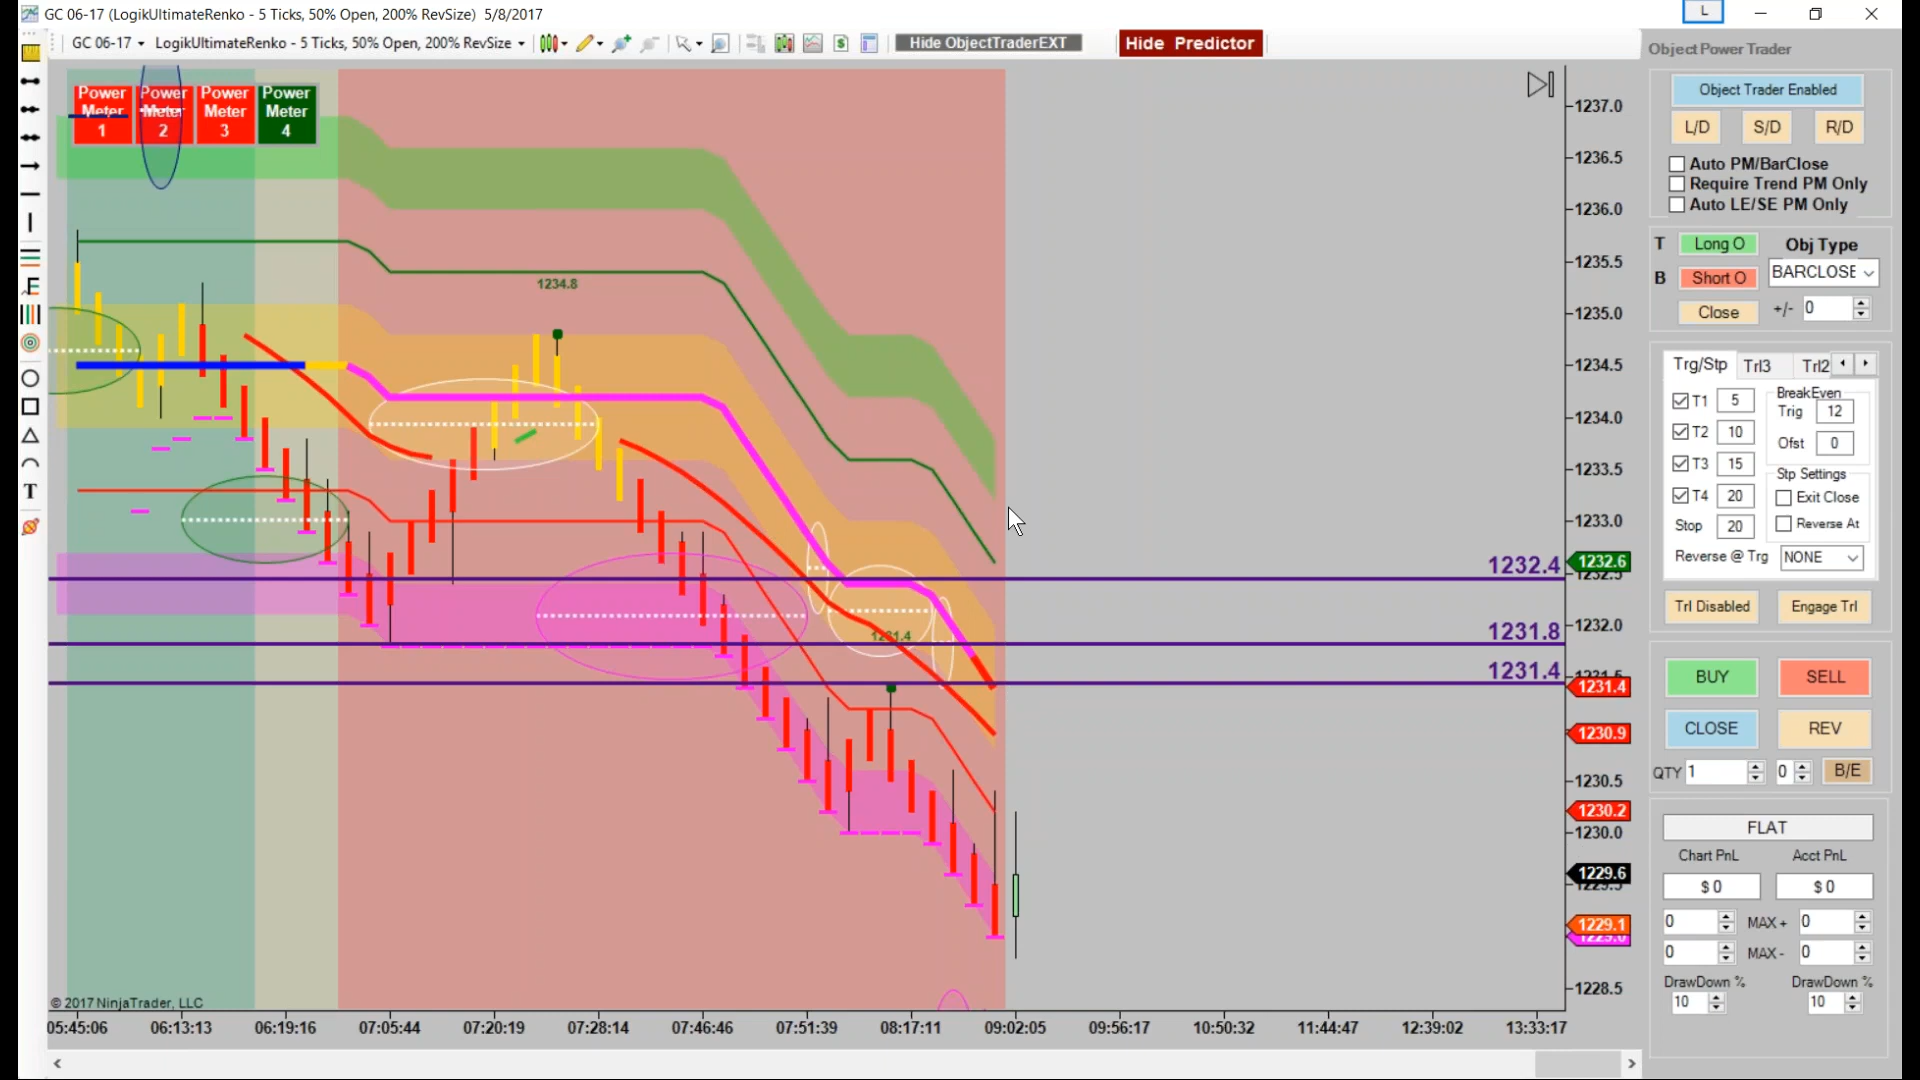 GC 06-17 (LogikUltimateRenko - 5 Ticks, 50% Open, 200% RevSize)  5/8/2017
L
GC 06-17
LogikUltimateRenko - 5 Ticks, 50% Open, 200% RevSize
Hide ObjectTraderEXT
Hide Predictor
Object Power Trader
Power Meter 1
Power Meter 2
Power Meter 3
Power Meter 4
Object Trader Enabled
L/D
S/D
R/D
Auto PM/BarClose
Require Trend PM Only
Auto LE/SE PM Only
T
Long O
Obj Type
B
Short O
BARCLOSE
Close
+/-
0
Trg/Stp
Trl3
Trl2
T1
5
BreakEven
Trig
12
T2
10
Ofst
0
T3
15
Stp Settings
T4
20
Exit Close
Stop
20
Reverse At
Reverse @ Trg
NONE
Trl Disabled
Engage Trl
BUY
SELL
CLOSE
REV
QTY
1
0
B/E
FLAT
Chart PnL
Acct PnL
$ 0
$ 0
0
MAX +
0
0
MAX -
0
DrawDown %
DrawDown %
10
10
1234.8
1231.4
1232.4
1231.8
1231.4
1237.0
1236.5
1236.0
1235.5
1235.0
1234.5
1234.0
1233.5
1233.0
1232.6
1232.5
1232.0
1231.5
1231.4
1230.9
1230.5
1230.2
1230.0
1229.6
1229.5
1229.1
1228.5
© 2017 NinjaTrader, LLC
05:45:06
06:13:13
06:19:16
07:05:44
07:20:19
07:28:14
07:46:46
07:51:39
08:17:11
09:02:05
09:56:17
10:50:32
11:44:47
12:39:02
13:33:17